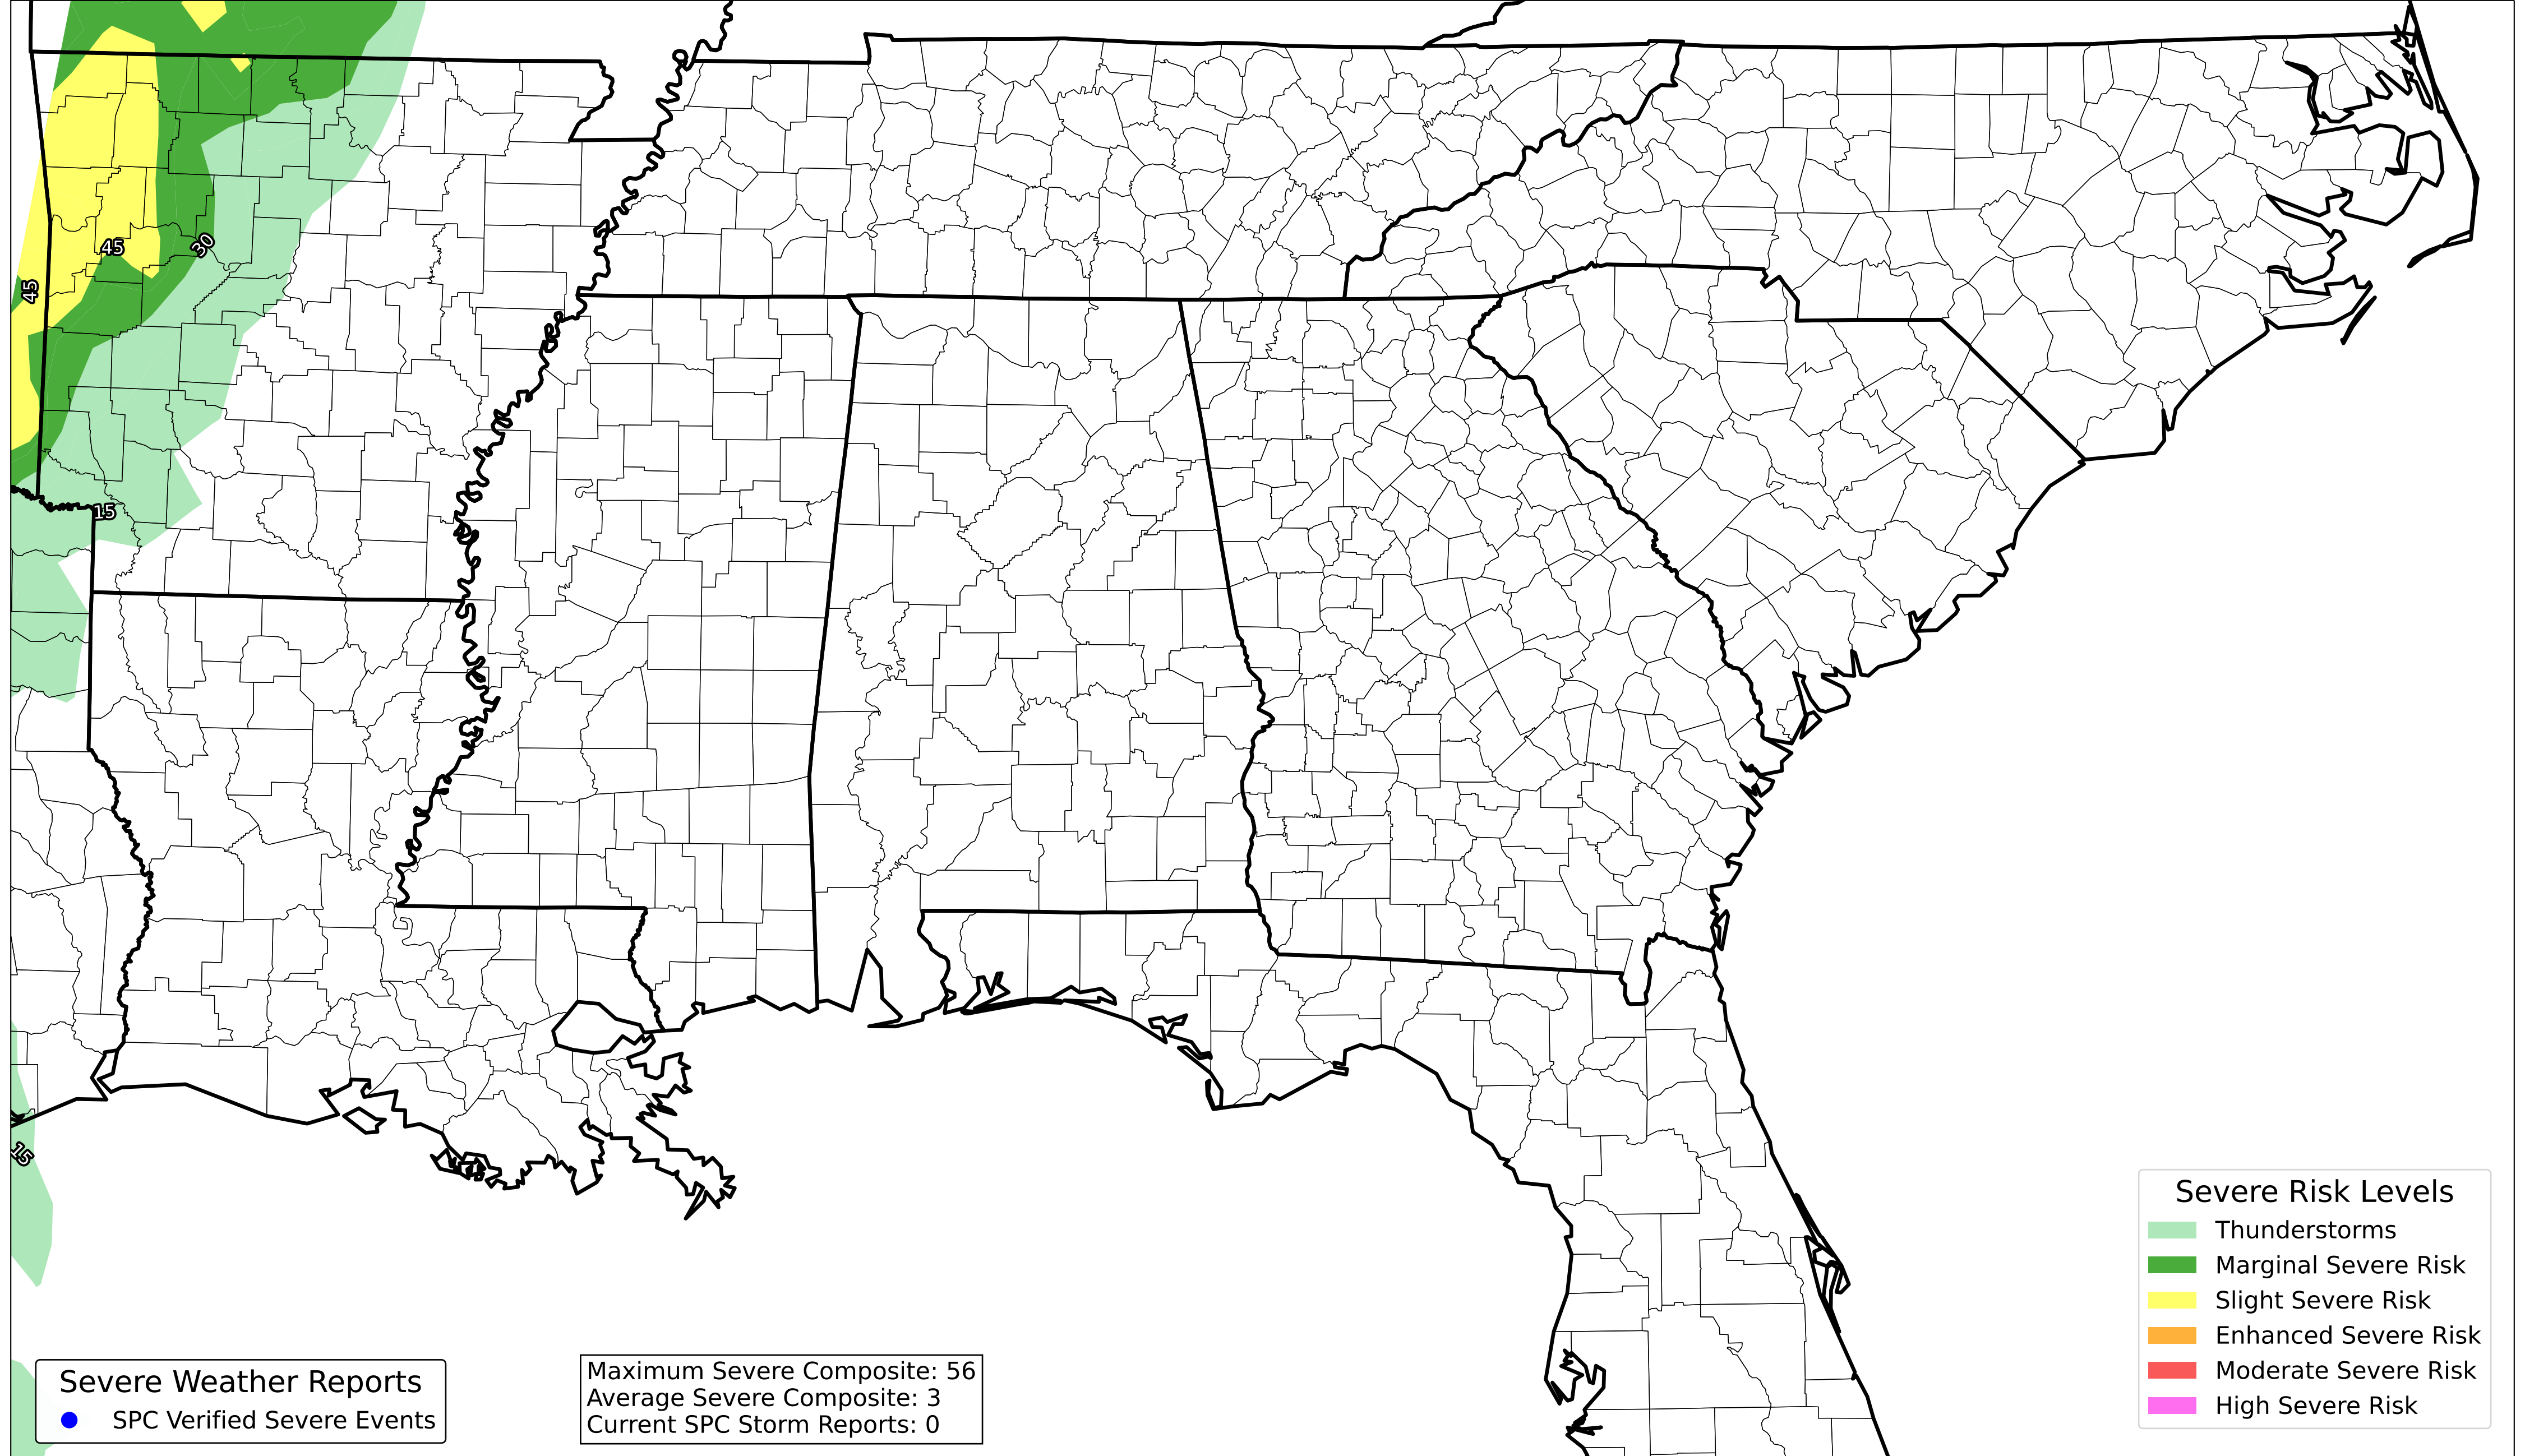 45
30
45
15
15
Severe Risk Levels
Thunderstorms
Marginal Severe Risk
Slight Severe Risk
Enhanced Severe Risk
Moderate Severe Risk
High Severe Risk
Severe Weather Reports
SPC Verified Severe Events
Maximum Severe Composite: 56
Average Severe Composite: 3
Current SPC Storm Reports: 0